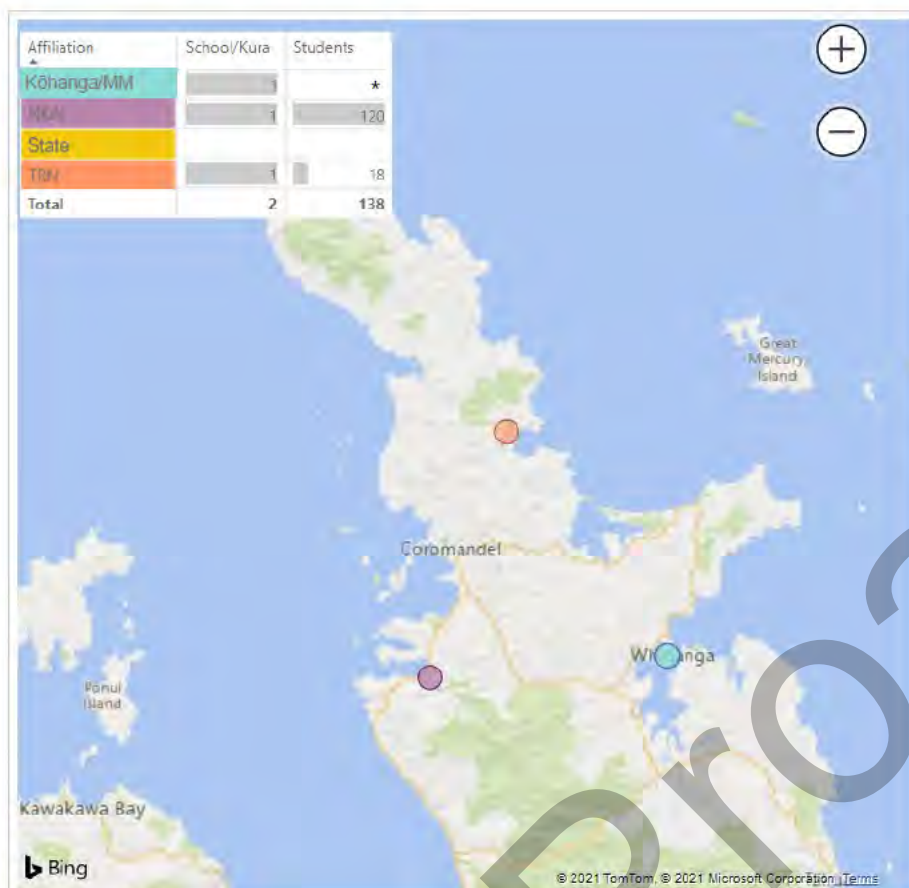 Affiliation School/Kura Students
Kōhanga/MM 1 *
1 120
State
TRN 1 18
Total 2 138
Great
Mercury
Island
Coromandel
Ponui
Island
Kawakawa Bay
Bing
© 2021 TomTom, © 2021 Microsoft Corporation Terms